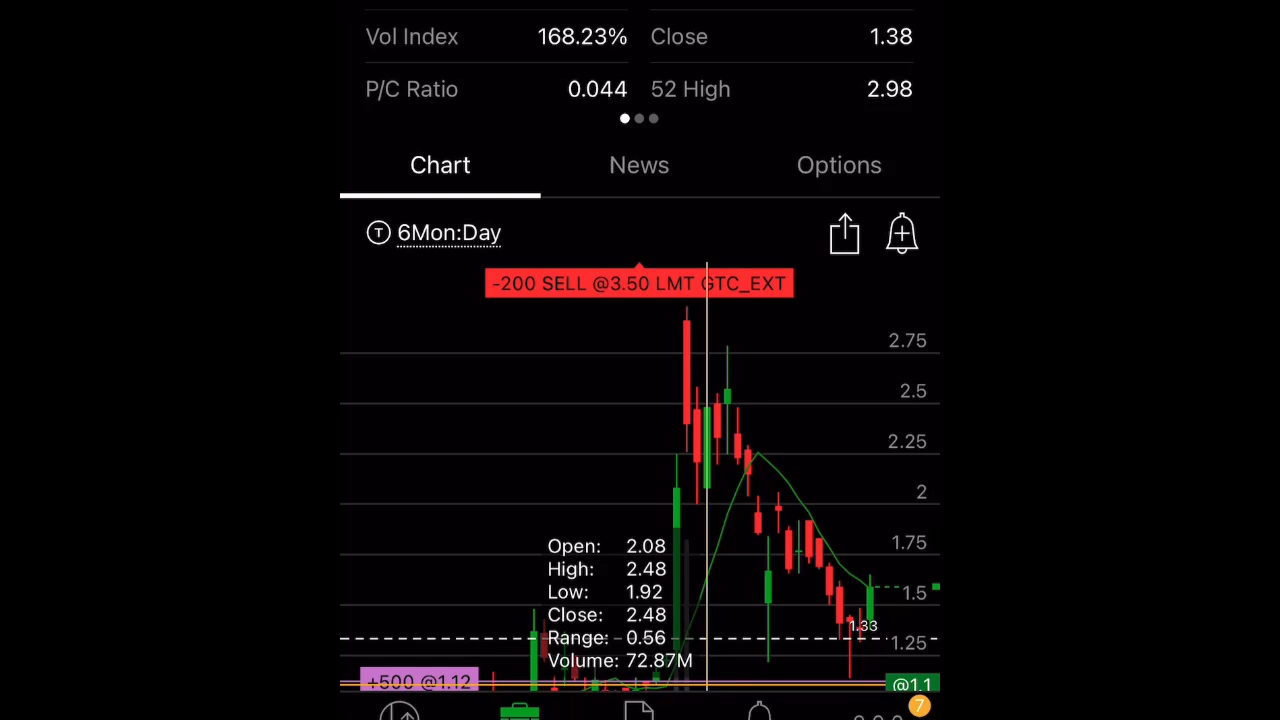 Vol Index 168.23% Close 1.38
P/C Ratio 0.044 52 High 2.98
Chart News Options
T 6Mon:Day
-200 SELL @3.50 LMT GTC_EXT
2.75
2.5
2.25
2
1.75
1.5
1.33
1.25
Open: 2.08
High: 2.48
Low: 1.92
Close: 2.48
Range: 0.56
Volume: 72.87M
+500 @1.12
@1.1
7